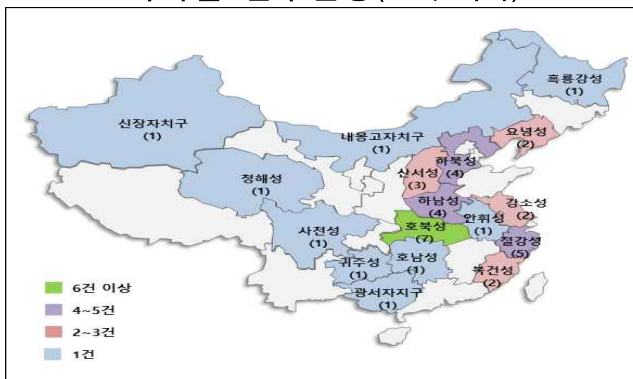 흑룡강성
(1)
신장자치구
(1)
내몽고자치구
(1)
요녕성
(2)
하북성
(4)
산서성
(3)
청해성
(1)
하남성
(4)
강소성
(2)
안휘성
(1)
호북성
(7)
사천성
(1)
절강성
(5)
귀주성
(1)
호남성
(1)
복건성
(2)
광서자지구
(1)
6건 이상
4~5건
2~3건
1건